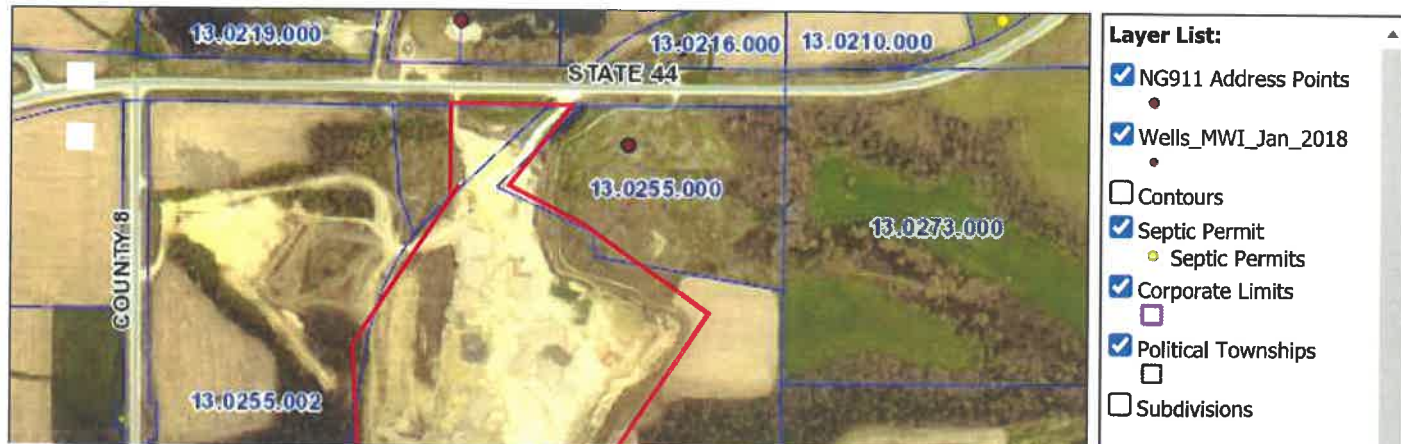 13.0219.000
13.0216.000
13.0210.000
STATE 44
13.0255.000
13.0273.000
COUNTY 8
13.0255.002
Layer List:
NG911 Address Points
Wells_MWI_Jan_2018
Contours
Septic Permit
Septic Permits
Corporate Limits
Political Townships
Subdivisions